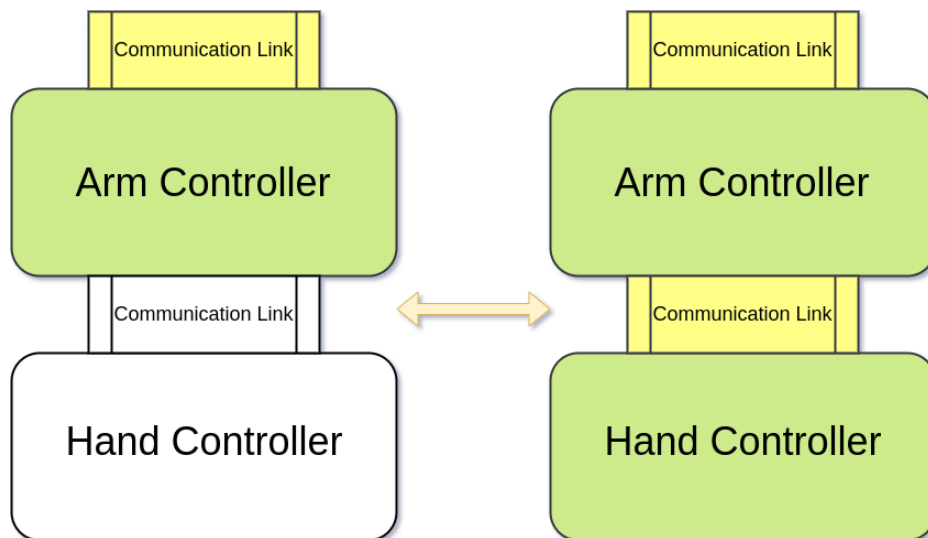 Communication Link
Communication Link
Arm Controller
Arm Controller
Communication Link
Communication Link
Hand Controller
Hand Controller